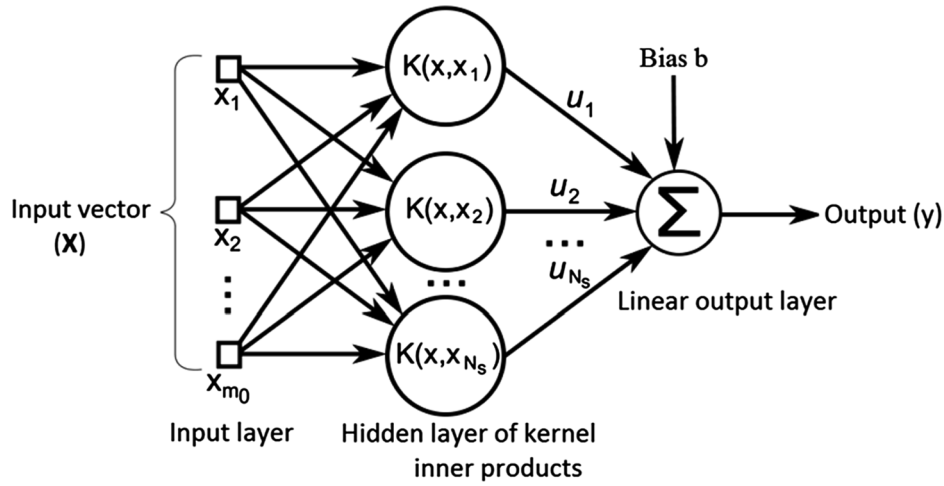 Input vector
(X)
x1
x2
⋮
xm0
Input layer
K(x,x1)
K(x,x2)
...
K(x,xNs)
Hidden layer of kernel
inner products
u1
u2
...
uNs
Bias b
Σ
Linear output layer
Output (y)